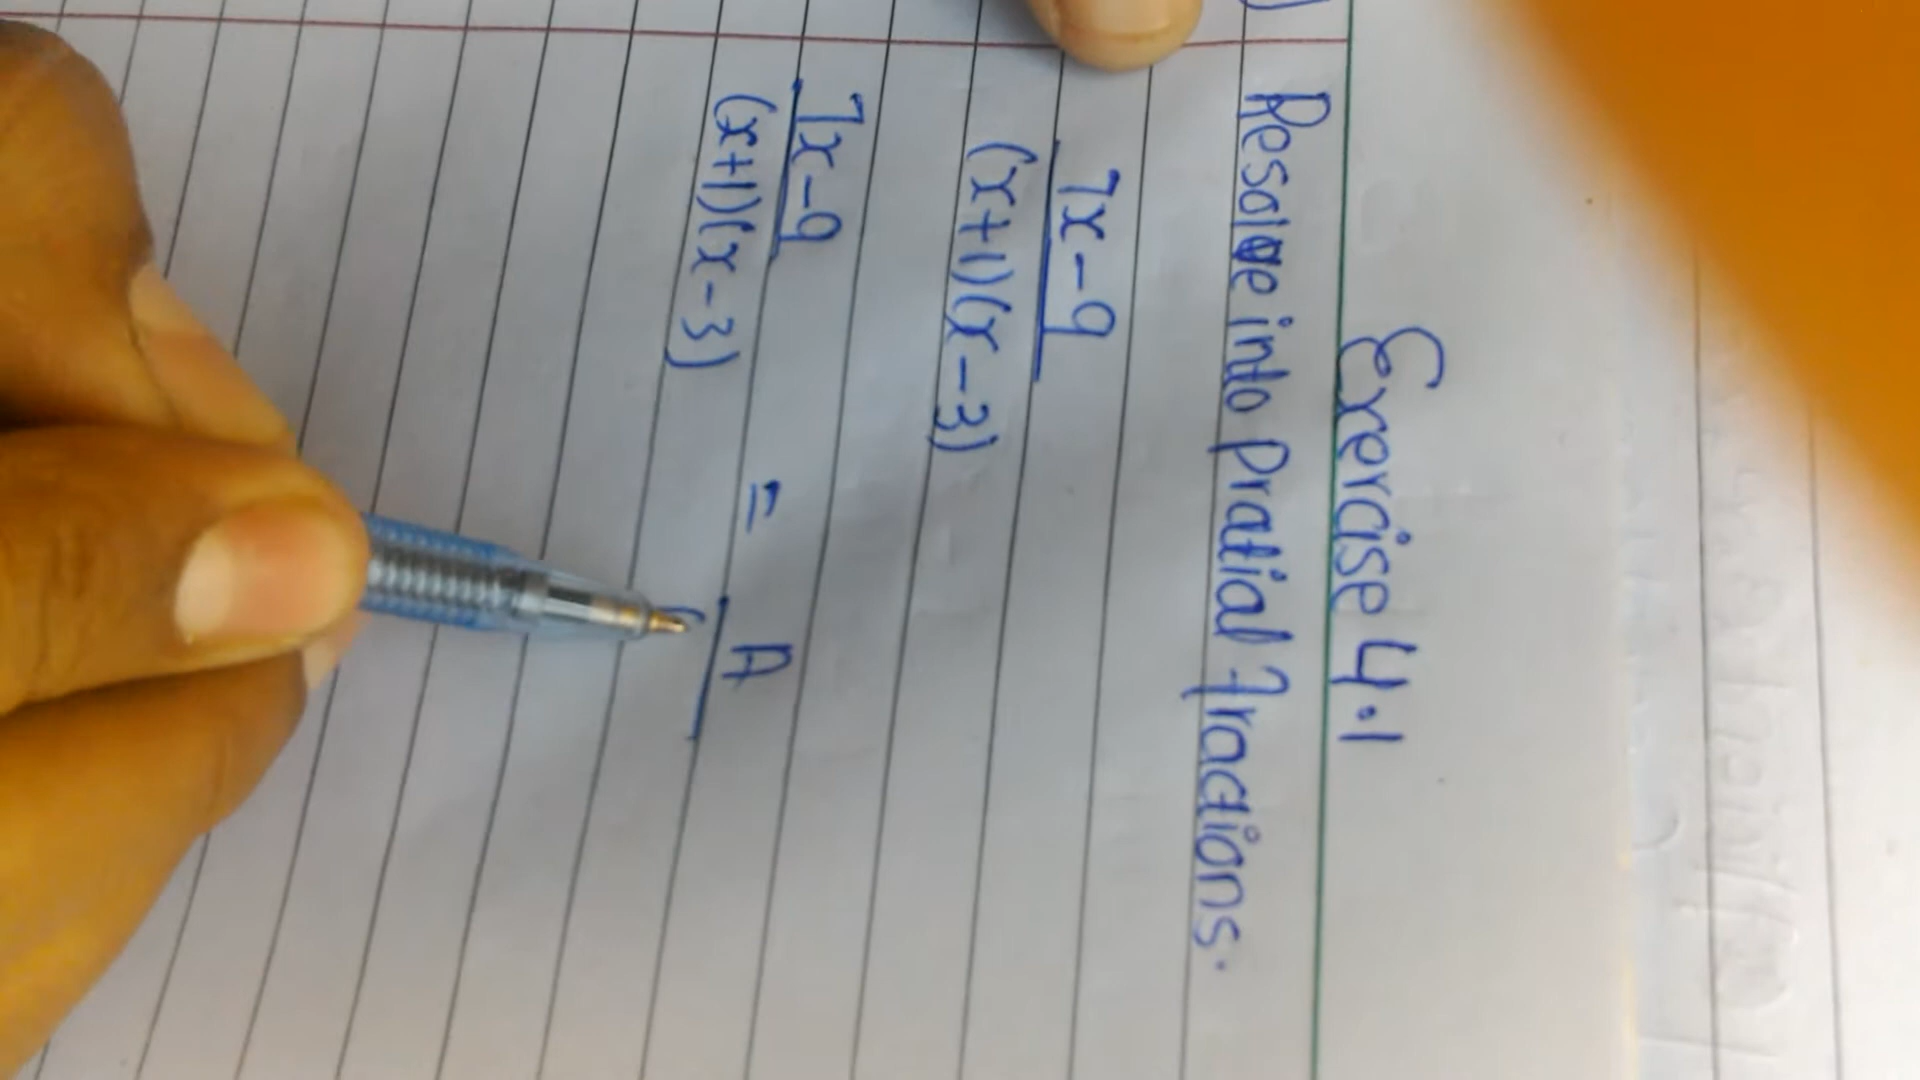 Exercise 4.1
) Resolve into pratial fractions.
7x-9
(x+1)(x-3)
7x-9 = A
(x+1)(x-3) (